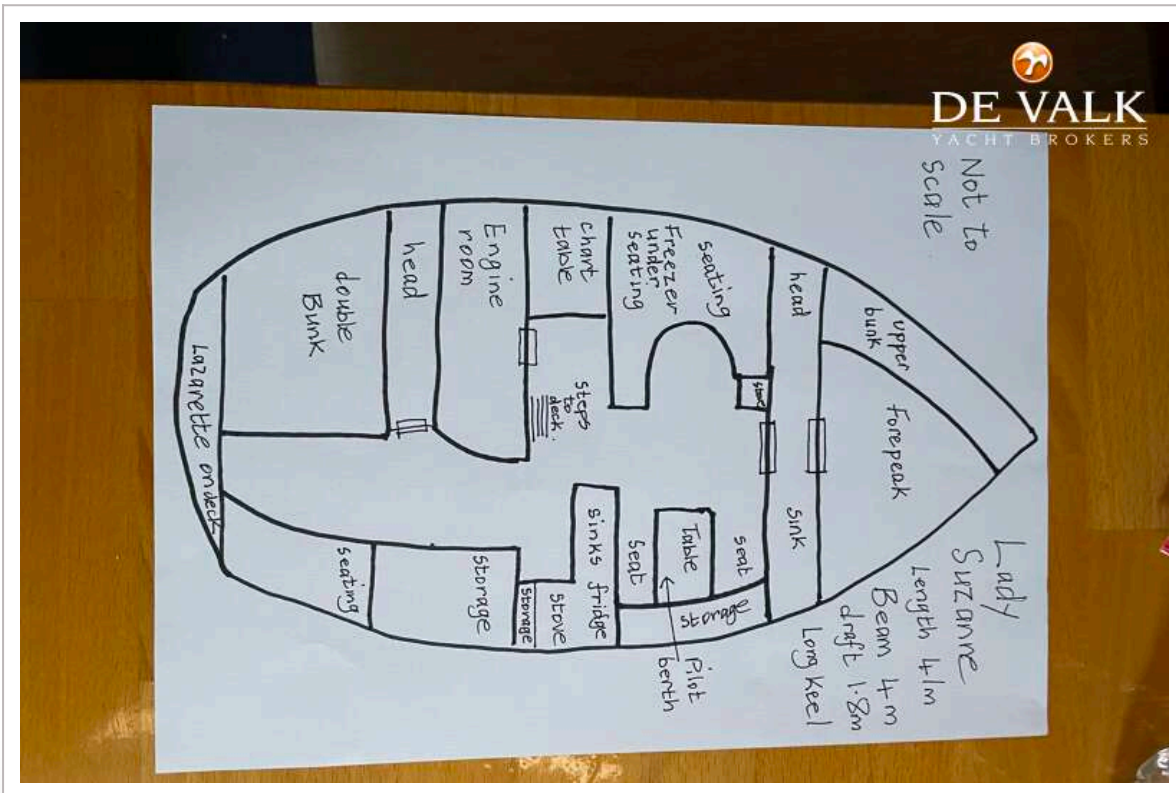 DE VALK
YACHT BROKERS
Not to
scale
Lady
Suzanne
Length 41m
Beam 4m
draft 1.8m
Long Keel
upper
bunk
Forepeak
head
sink
seating
Freezer
under
seating
store
seat
Table
seat
storage
Pilot
berth
chart
table
steps
to
deck.
sinks fridge
stove
storage
Engine
room
head
storage
double
Bunk
seating
Lazarette on deck